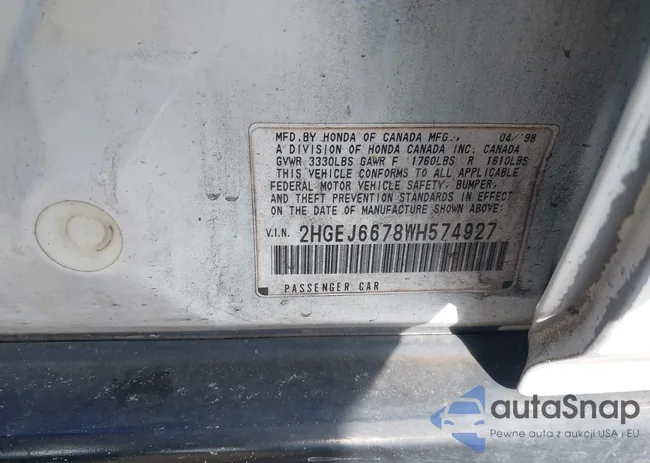 MFD.BY HONDA OF CANADA MFG., 04/'98
A DIVISION OF HONDA CANADA INC; CANADA
GVWR 3330LBS GAWR F 1760LBS R 1610LBS
THIS VEHICLE CONFORMS TO ALL APPLICABLE
FEDERAL MOTOR VEHICLE SAFETY, BUMPER,
AND THEFT PREVENTION STANDARDS IN EFFECT
ON THE DATE OF MANUFACTURE SHOWN ABOVE:
V.I.N. 2HGEJ6678WH574927
PASSENGER CAR
autoSnap
Pewne auta z aukcji USA i EU